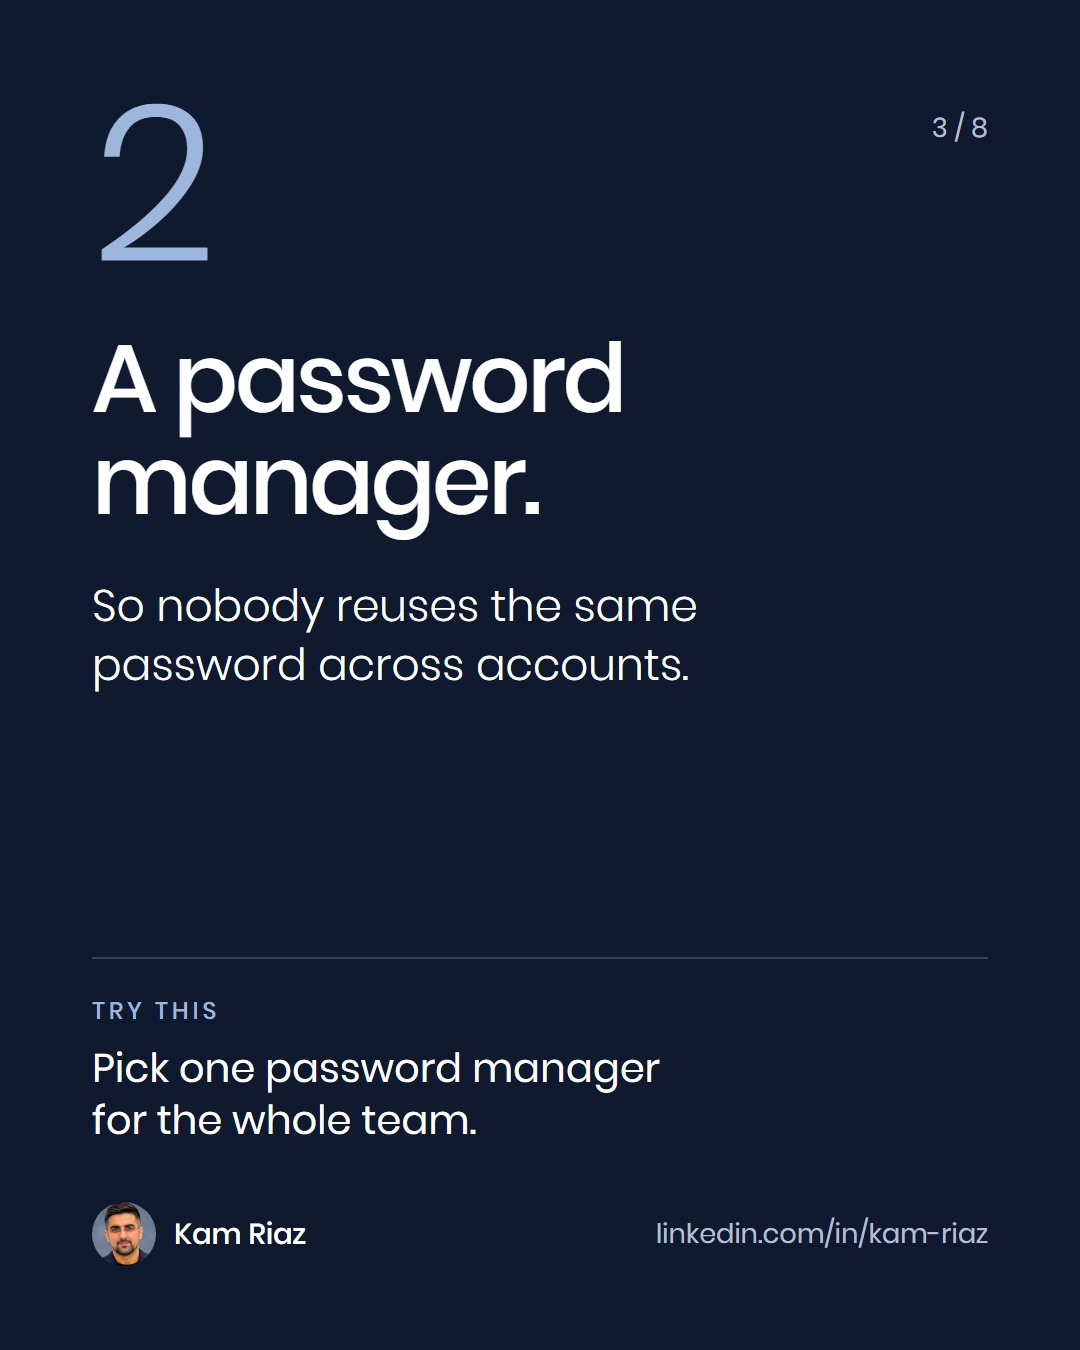 2
3 / 8
A password
manager.
So nobody reuses the same
password across accounts.
TRY THIS
Pick one password manager
for the whole team.
Kam Riaz
linkedin.com/in/kam-riaz